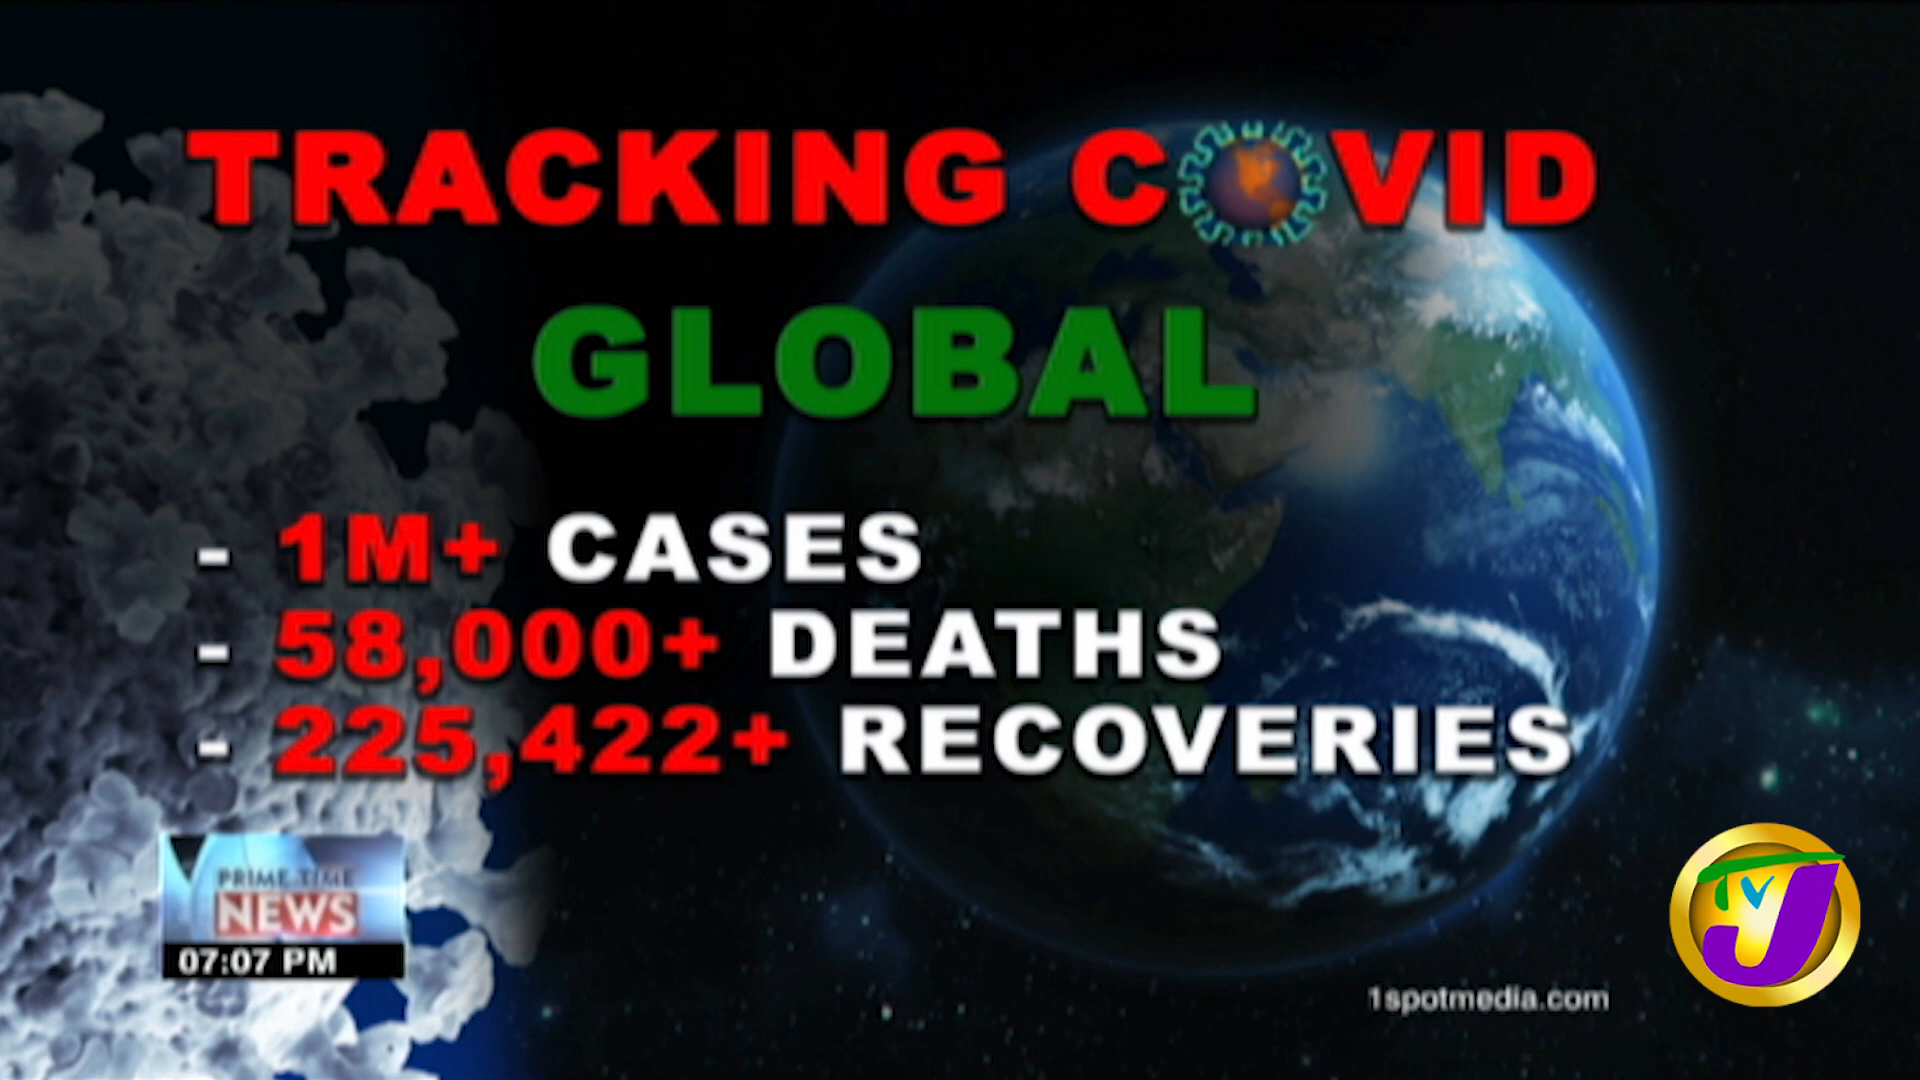 TRACKING COVID
GLOBAL
- 1M+ CASES
- 58,000+ DEATHS
- 225,422+ RECOVERIES
PRIME TIME
NEWS
07:07 PM
TVJ
1spotmedia.com